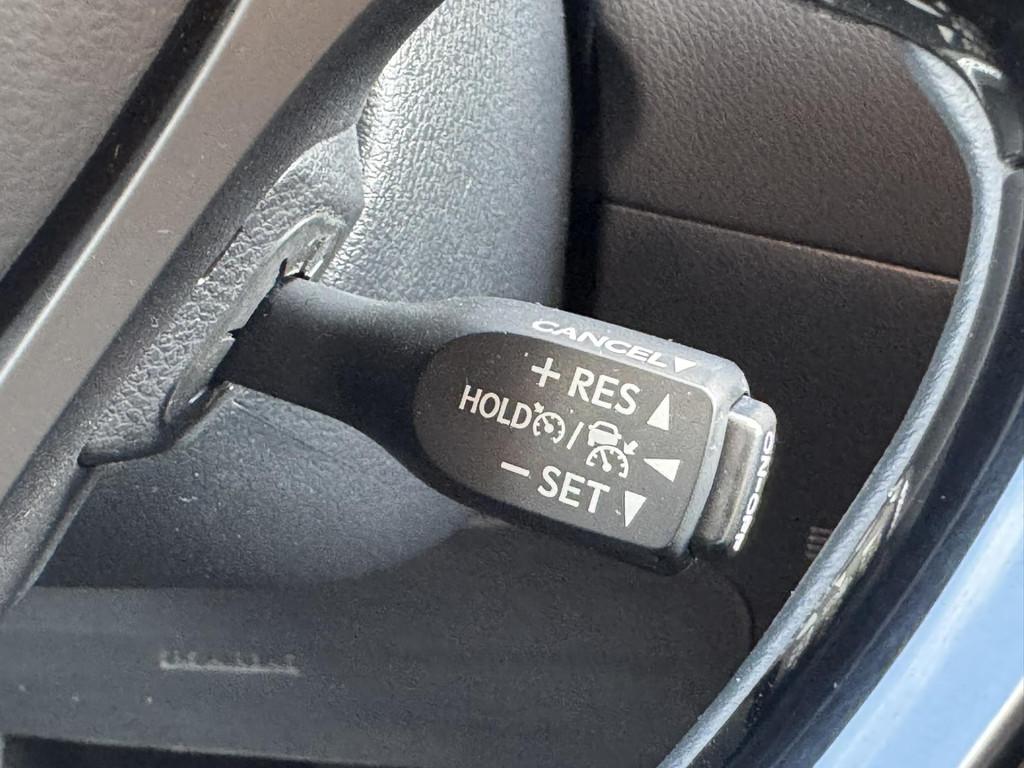 CANCEL▼
+ RES ▲
HOLD / ◀
− SET ▼
ON-OFF